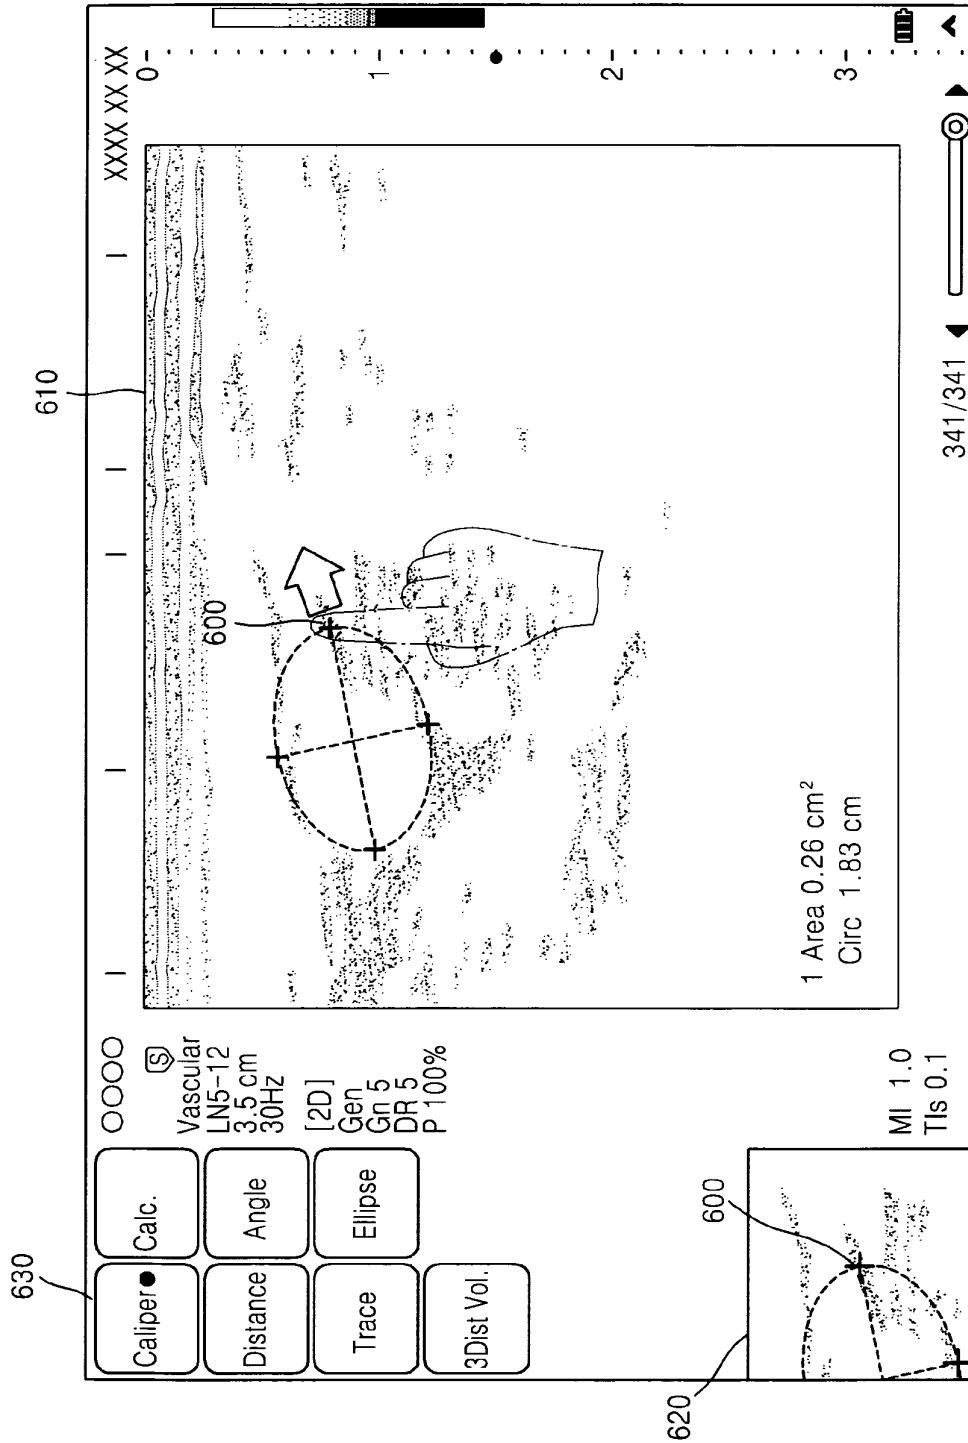 630
Caliper
Calc.
Distance
Angle
Trace
Ellipse
3Dist Vol.
620
600
○○○○
S
Vascular
LN5-12
3.5 cm
30Hz
[2D]
Gen
Gn 5
DR 5
P 100%
MI 1.0
TIs 0.1
610
XXXX XX XX
600
1 Area 0.26 cm²
Circ 1.83 cm
0
1
2
3
341/341